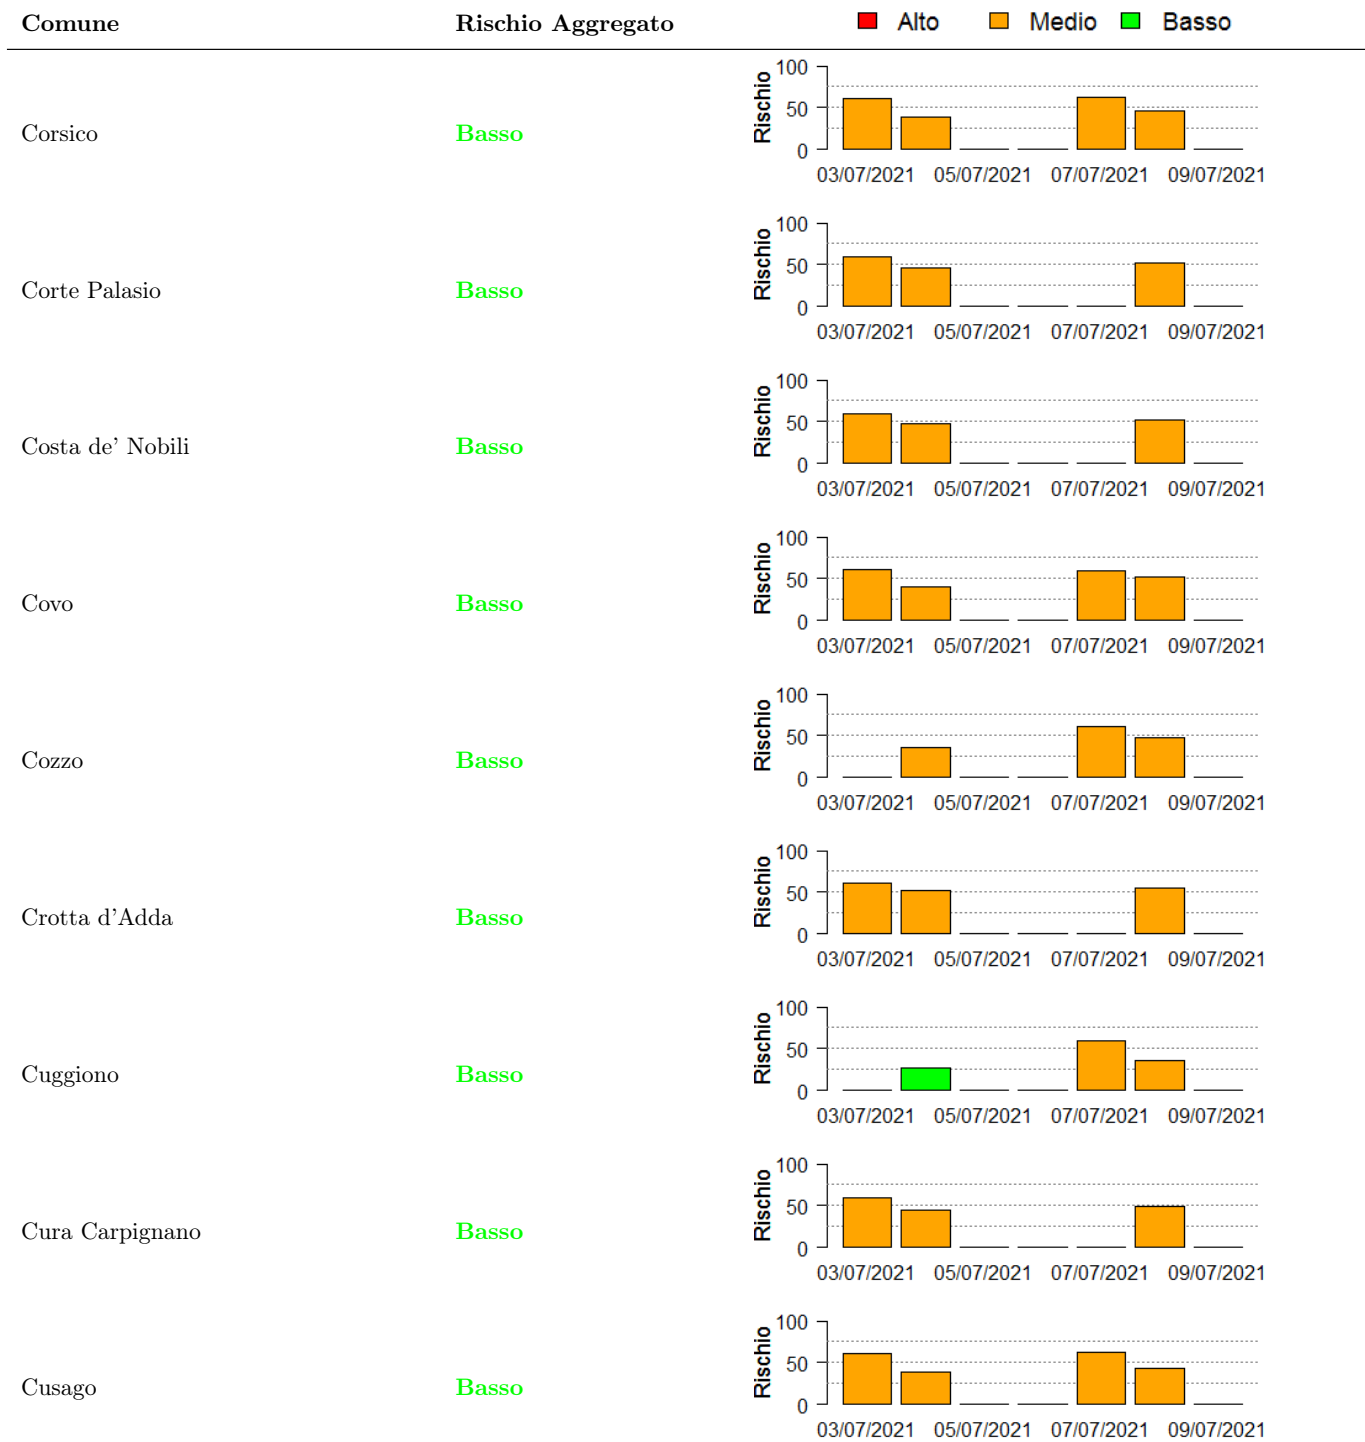 Comune Rischio Aggregato Alto Medio Basso
100
50
0
Rischio
Corsico Basso
03/07/2021 05/07/2021 07/07/2021 09/07/2021
100
50
0
Rischio
Corte Palasio Basso
03/07/2021 05/07/2021 07/07/2021 09/07/2021
100
50
0
Rischio
Costa de' Nobili Basso
03/07/2021 05/07/2021 07/07/2021 09/07/2021
100
50
0
Rischio
Covo Basso
03/07/2021 05/07/2021 07/07/2021 09/07/2021
100
50
0
Rischio
Cozzo Basso
03/07/2021 05/07/2021 07/07/2021 09/07/2021
100
50
0
Rischio
Crotta d'Adda Basso
03/07/2021 05/07/2021 07/07/2021 09/07/2021
100
50
0
Rischio
Cuggiono Basso
03/07/2021 05/07/2021 07/07/2021 09/07/2021
100
50
0
Rischio
Cura Carpignano Basso
03/07/2021 05/07/2021 07/07/2021 09/07/2021
100
50
0
Rischio
Cusago Basso
03/07/2021 05/07/2021 07/07/2021 09/07/2021